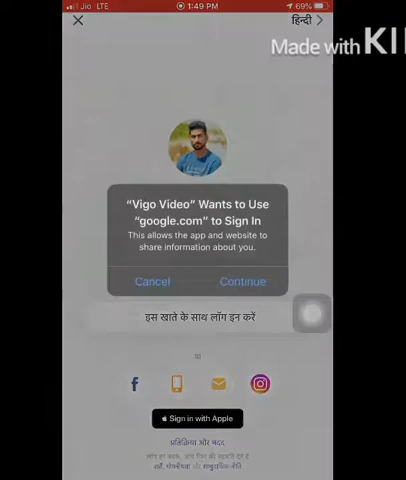 Jio LTE 1:49 PM 69%
हिन्दी
Made with KI
“Vigo Video” Wants to Use
“google.com” to Sign In
This allows the app and website to
share information about you.
Cancel Continue
इस खाते के साथ लॉग इन करें
या
Sign in with Apple
प्रतिक्रिया और मदद